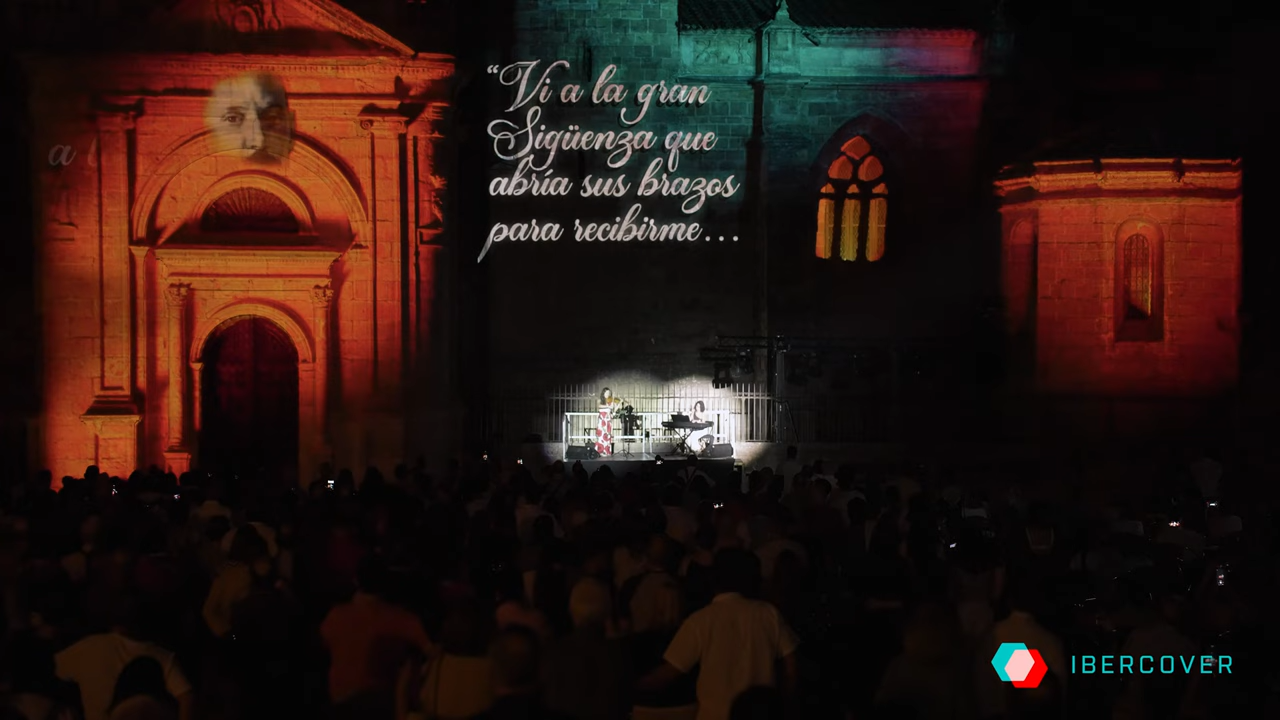 “Vi a la gran
Sigüenza que
abría sus brazos
para recibirme...
a l
IBERCOVER